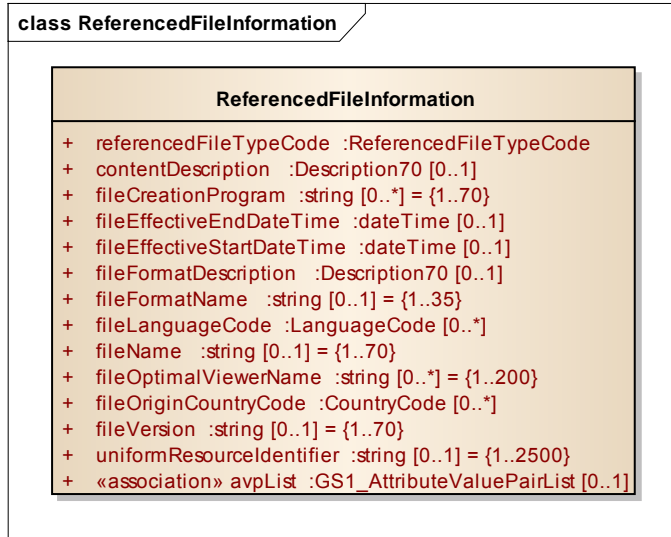 class ReferencedFileInformation
ReferencedFileInformation
+ referencedFileTypeCode :ReferencedFileTypeCode
+ contentDescription :Description70 [0..1]
+ fileCreationProgram :string [0..*] = {1..70}
+ fileEffectiveEndDateTime :dateTime [0..1]
+ fileEffectiveStartDateTime :dateTime [0..1]
+ fileFormatDescription :Description70 [0..1]
+ fileFormatName :string [0..1] = {1..35}
+ fileLanguageCode :LanguageCode [0..*]
+ fileName :string [0..1] = {1..70}
+ fileOptimalViewerName :string [0..*] = {1..200}
+ fileOriginCountryCode :CountryCode [0..*]
+ fileVersion :string [0..1] = {1..70}
+ uniformResourceIdentifier :string [0..1] = {1..2500}
+ «association» avpList :GS1_AttributeValuePairList [0..1]